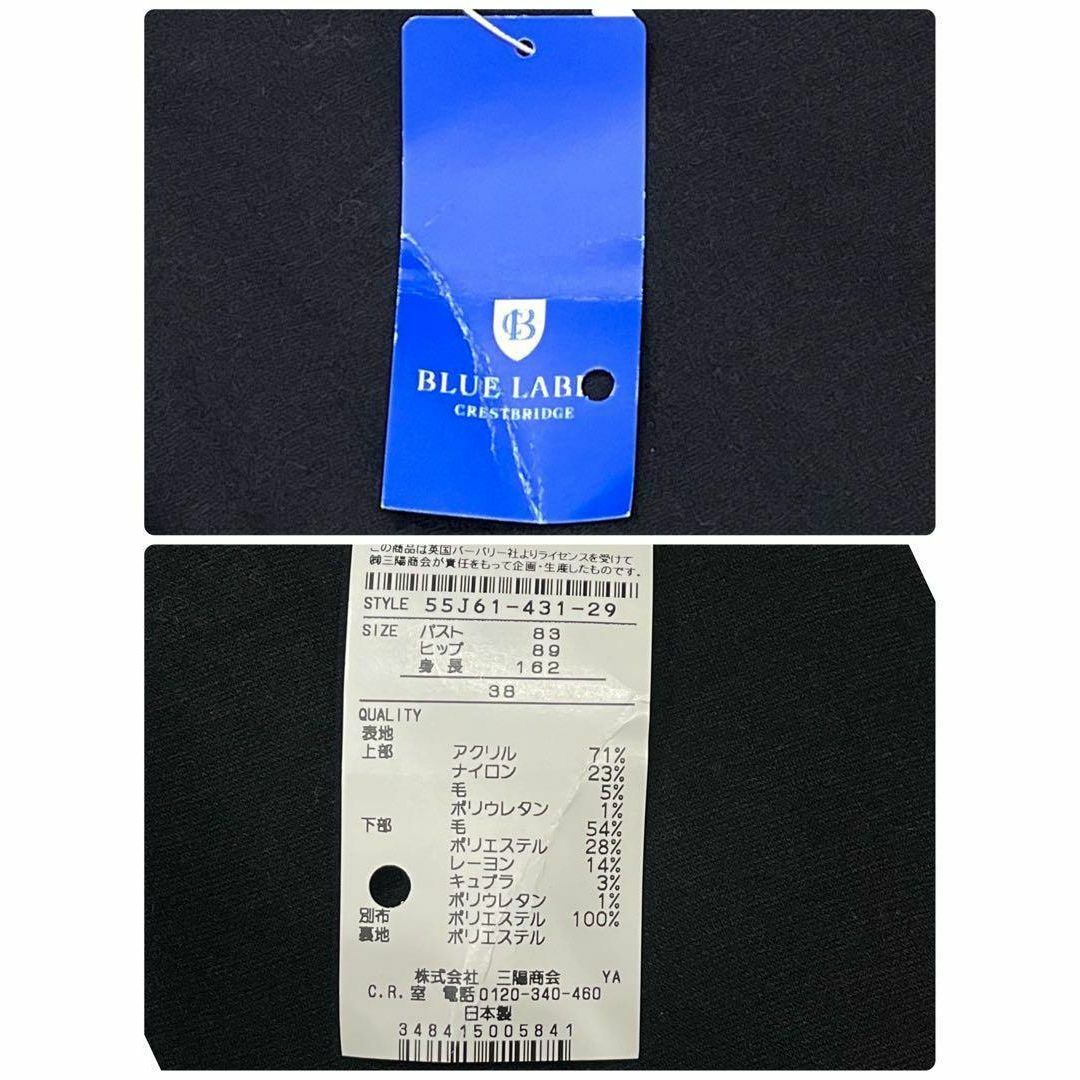 CB
BLUE LAB
CRESTBRIDGE
この商品は英国バーバリー社よりライセンスを受けて
㈱三陽商会が責任をもって企画・生産したものです。
STYLE 55J61-431-29
SIZE バスト 83
ヒップ 89
身長 162
38
QUALITY
表地
上部 アクリル 71%
ナイロン 23%
毛 5%
ポリウレタン 1%
下部 毛 54%
ポリエステル 28%
レーヨン 14%
キュプラ 3%
ポリウレタン 1%
別布 ポリエステル 100%
裏地 ポリエステル
株式会社 三陽商会 YA
C.R.室 電話0120-340-460
日本製
348415005841